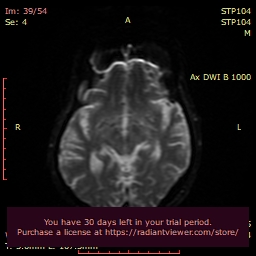 Im: 39/54
Se: 4
A
STP104
STP104
M
Ax DWI B 1000
R
L
You have 30 days left in your trial period.
Purchase a license at https://radiantviewer.com/store/